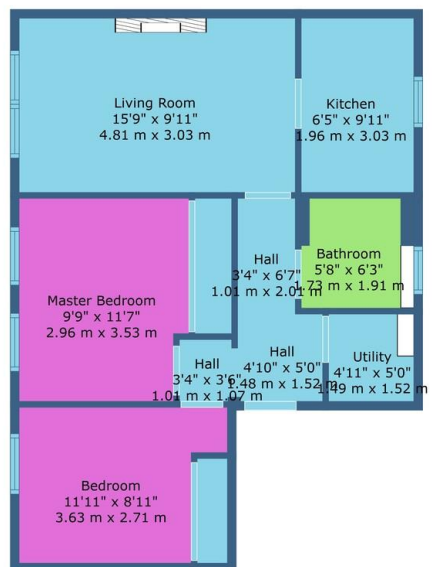 Living Room
15'9" x 9'11"
4.81 m x 3.03 m
Kitchen
6'5" x 9'11"
1.96 m x 3.03 m
Hall
3'4" x 6'7"
1.01 m x 2.01 m
Bathroom
5'8" x 6'3"
1.73 m x 1.91 m
Master Bedroom
9'9" x 11'7"
2.96 m x 3.53 m
Hall
3'4" x 3'6"
1.01 m x 1.07 m
Hall
4'10" x 5'0"
1.48 m x 1.52 m
Utility
4'11" x 5'0"
1.49 m x 1.52 m
Bedroom
11'11" x 8'11"
3.63 m x 2.71 m